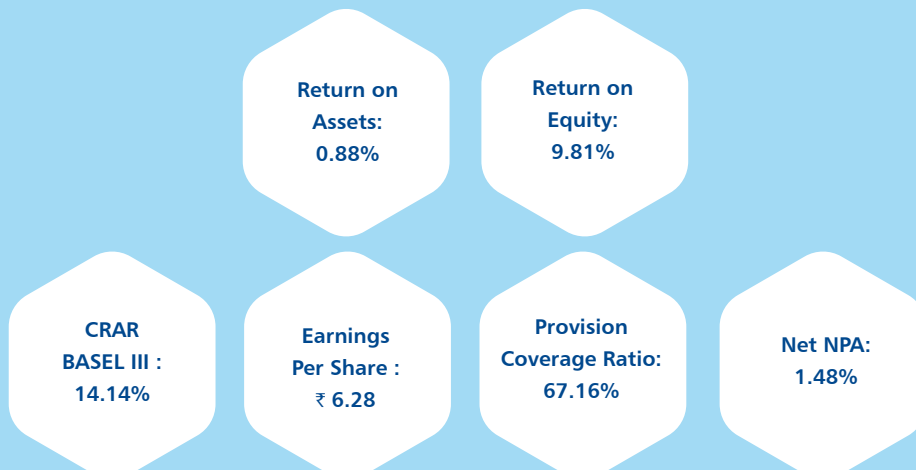 Return on
Assets:
0.88%
Return on
Equity:
9.81%
CRAR
BASEL III :
14.14%
Earnings
Per Share :
₹ 6.28
Provision
Coverage Ratio:
67.16%
Net NPA:
1.48%